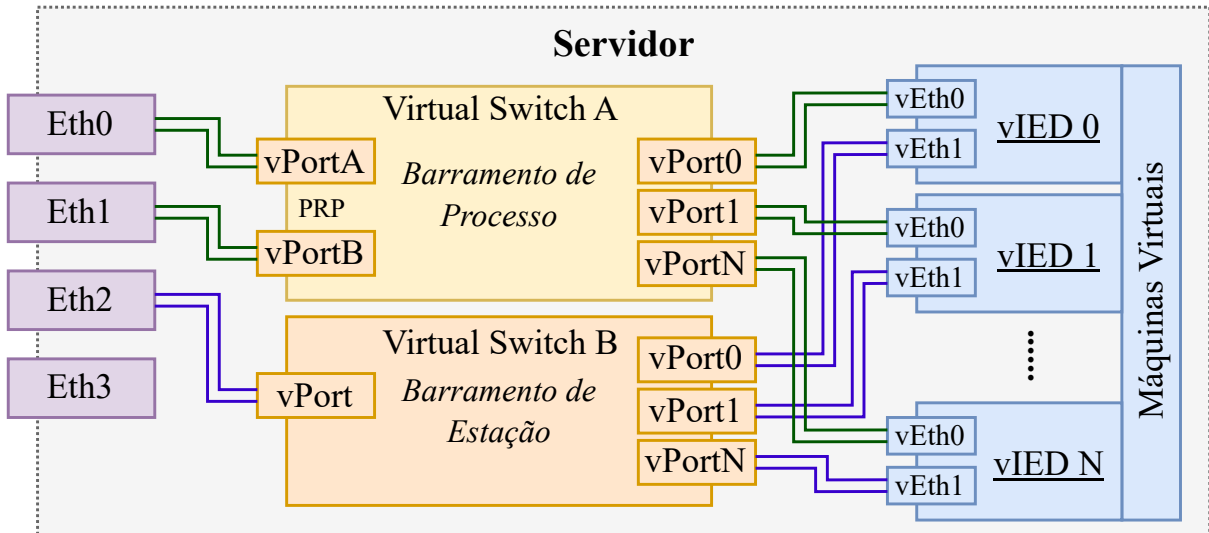 Servidor
Eth0
Eth1
Eth2
Eth3
Virtual Switch A
Barramento de
Processo
vPortA
PRP
vPortB
vPort0
vPort1
vPortN
Virtual Switch B
Barramento de
Estação
vPort
vPort0
vPort1
vPortN
vEth0
vEth1
vIED 0
vEth0
vEth1
vIED 1
......
vEth0
vEth1
vIED N
Máquinas Virtuais